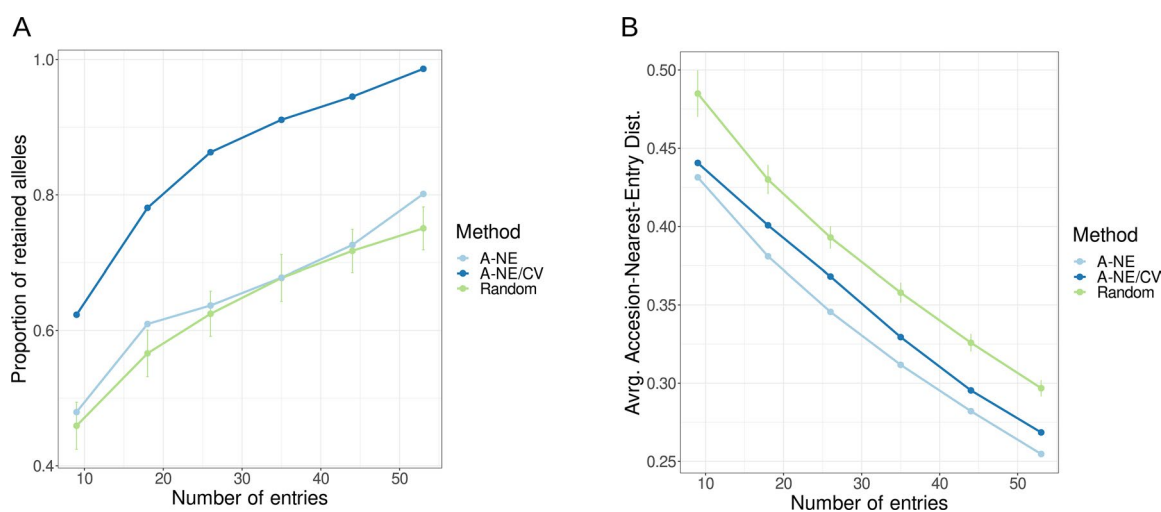 A
1.0
0.8
0.6
0.4
Proportion of retained alleles
10 20 30 40 50
Number of entries
Method
A-NE
A-NE/CV
Random
B
0.50
0.45
0.40
0.35
0.30
0.25
Avrg. Accesion-Nearest-Entry Dist.
10 20 30 40 50
Number of entries
Method
A-NE
A-NE/CV
Random